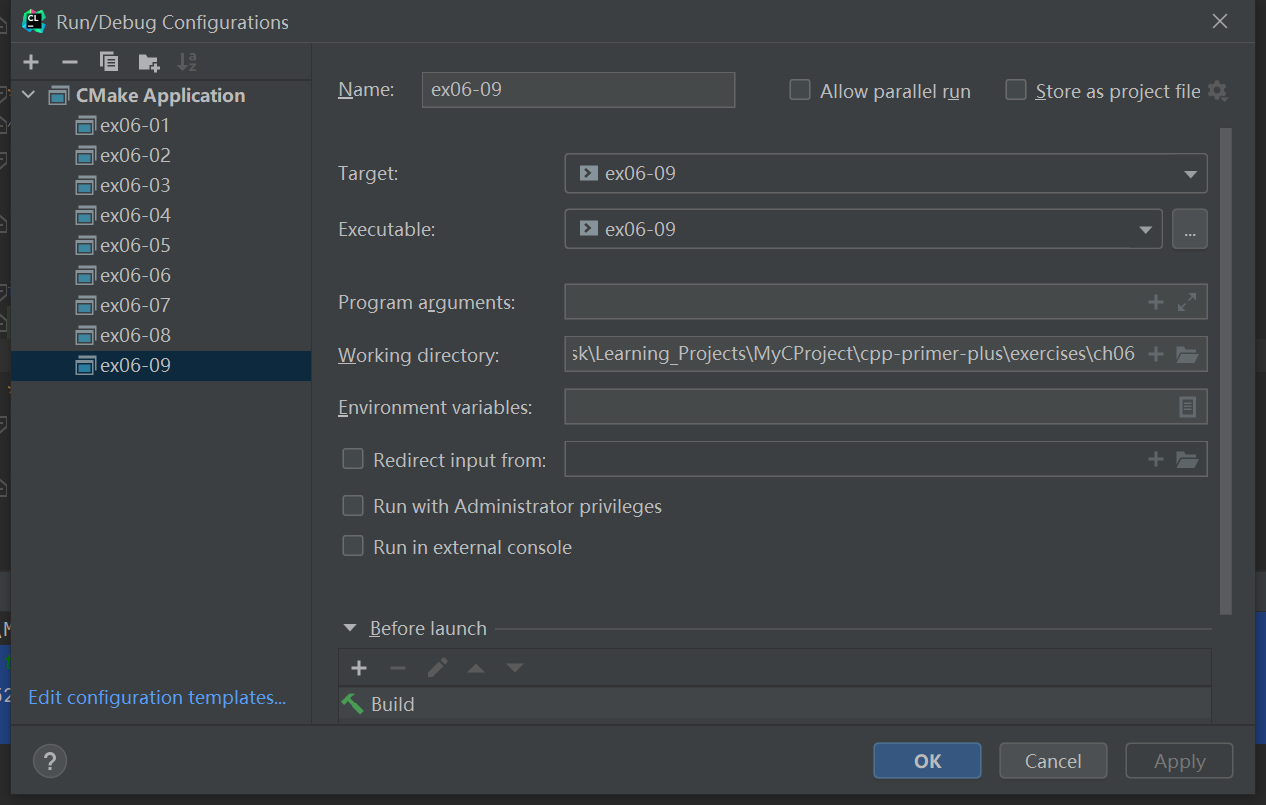 CL
Run/Debug Configurations
CMake Application
ex06-01
ex06-02
ex06-03
ex06-04
ex06-05
ex06-06
ex06-07
ex06-08
ex06-09
Edit configuration templates...
Name: ex06-09
Allow parallel run
Store as project file
Target: ex06-09
Executable: ex06-09
...
Program arguments:
Working directory: sk\Learning_Projects\MyCProject\cpp-primer-plus\exercises\ch06
Environment variables:
Redirect input from:
Run with Administrator privileges
Run in external console
Before launch
Build
?
OK
Cancel
Apply